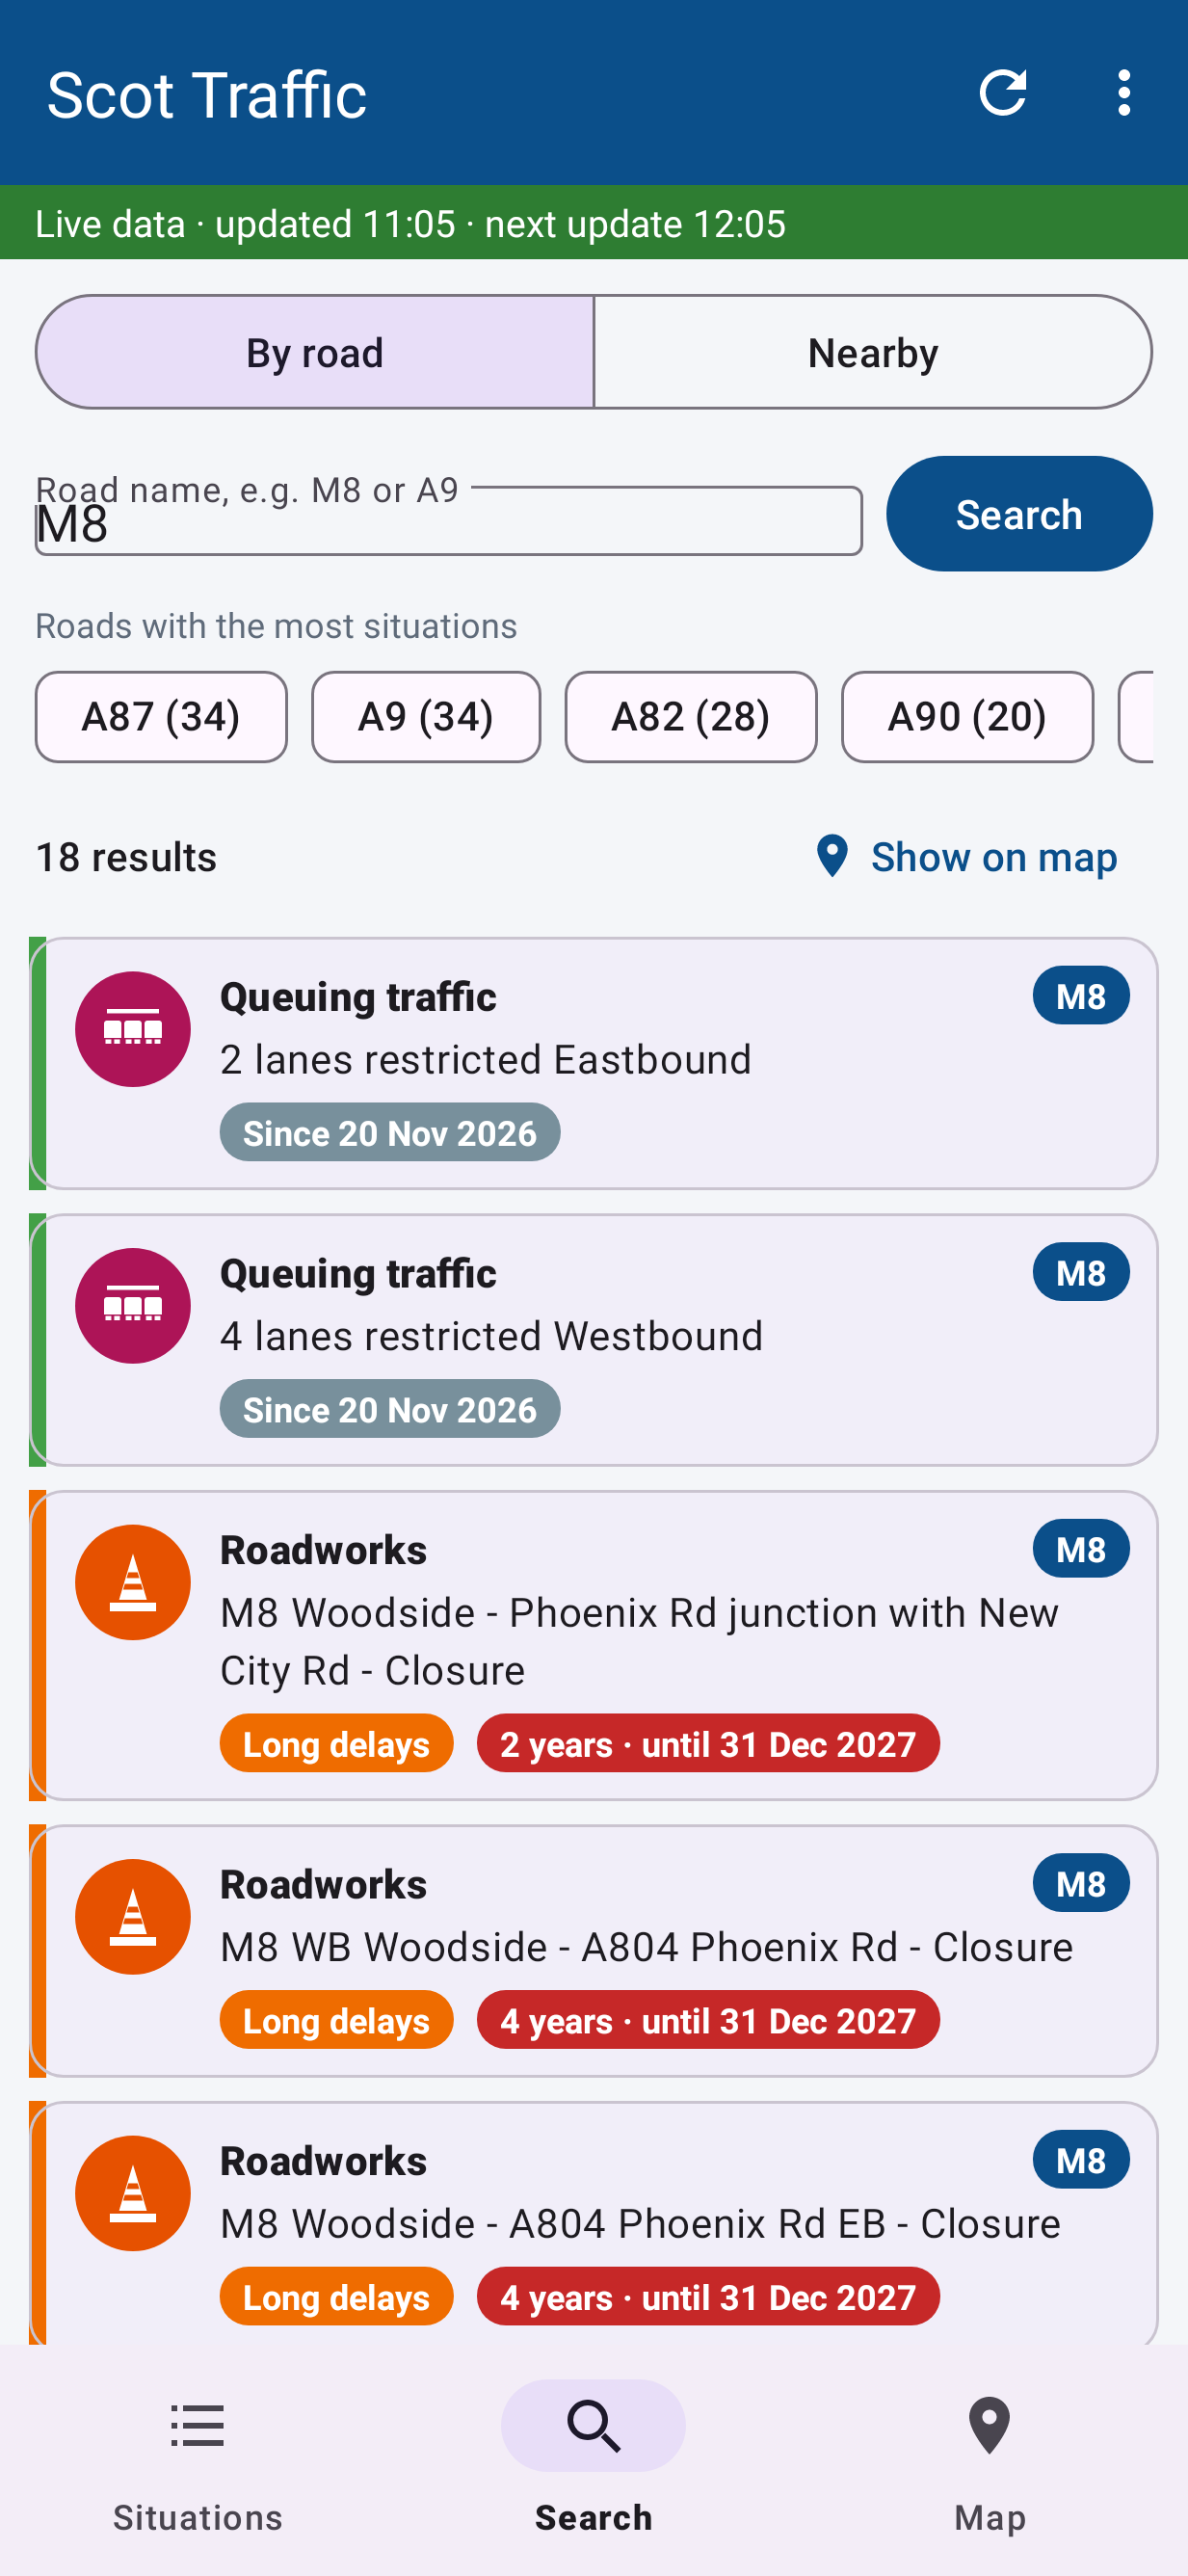 Scot Traffic
Live data · updated 11:05 · next update 12:05
By road
Nearby
Road name, e.g. M8 or A9
M8
Search
Roads with the most situations
A87 (34)
A9 (34)
A82 (28)
A90 (20)
18 results
Show on map
Queuing traffic
M8
2 lanes restricted Eastbound
Since 20 Nov 2026
Queuing traffic
M8
4 lanes restricted Westbound
Since 20 Nov 2026
Roadworks
M8
M8 Woodside - Phoenix Rd junction with New
City Rd - Closure
Long delays
2 years · until 31 Dec 2027
Roadworks
M8
M8 WB Woodside - A804 Phoenix Rd - Closure
Long delays
4 years · until 31 Dec 2027
Roadworks
M8
M8 Woodside - A804 Phoenix Rd EB - Closure
Long delays
4 years · until 31 Dec 2027
Situations
Search
Map